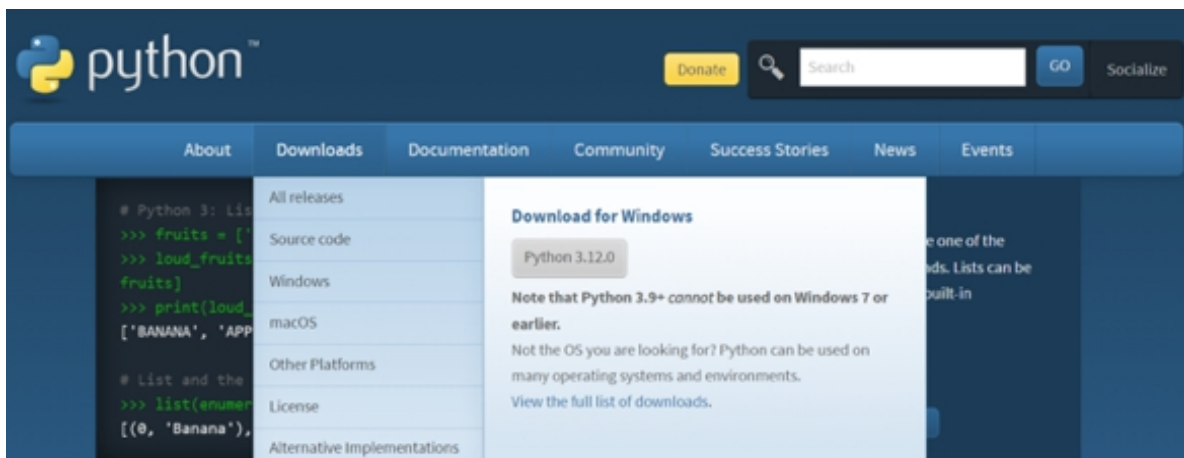 python™
Donate
Search
GO
Socialize
About Downloads Documentation Community Success Stories News Events
# Python 3: Lis
>>> fruits = ['
>>> loud_fruits
fruits]
>>> print(loud_
['BANANA', 'APP
# List and the
>>> list(enumer
[(0, 'Banana'),
All releases
Source code
Windows
macOS
Other Platforms
License
Alternative Implementations
Download for Windows
Python 3.12.0
Note that Python 3.9+ cannot be used on Windows 7 or
earlier.
Not the OS you are looking for? Python can be used on
many operating systems and environments.
View the full list of downloads.
e one of the
ds. Lists can be
built-in